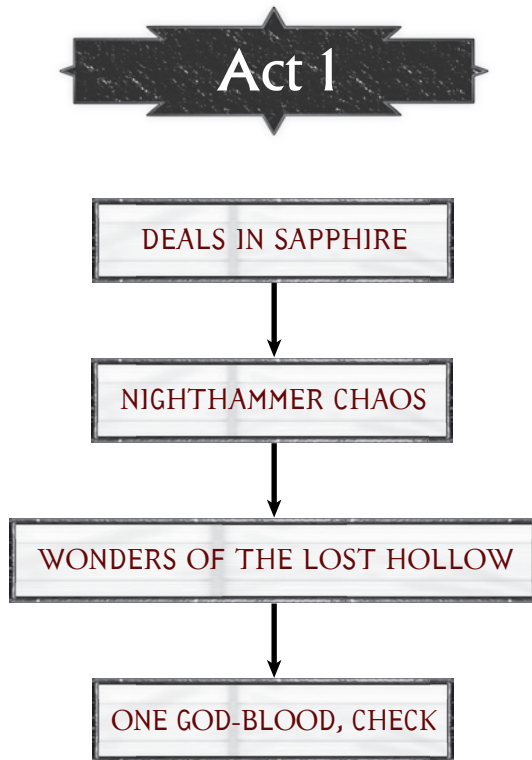 Act 1
DEALS IN SAPPHIRE
NIGHTHAMMER CHAOS
WONDERS OF THE LOST HOLLOW
ONE GOD-BLOOD, CHECK